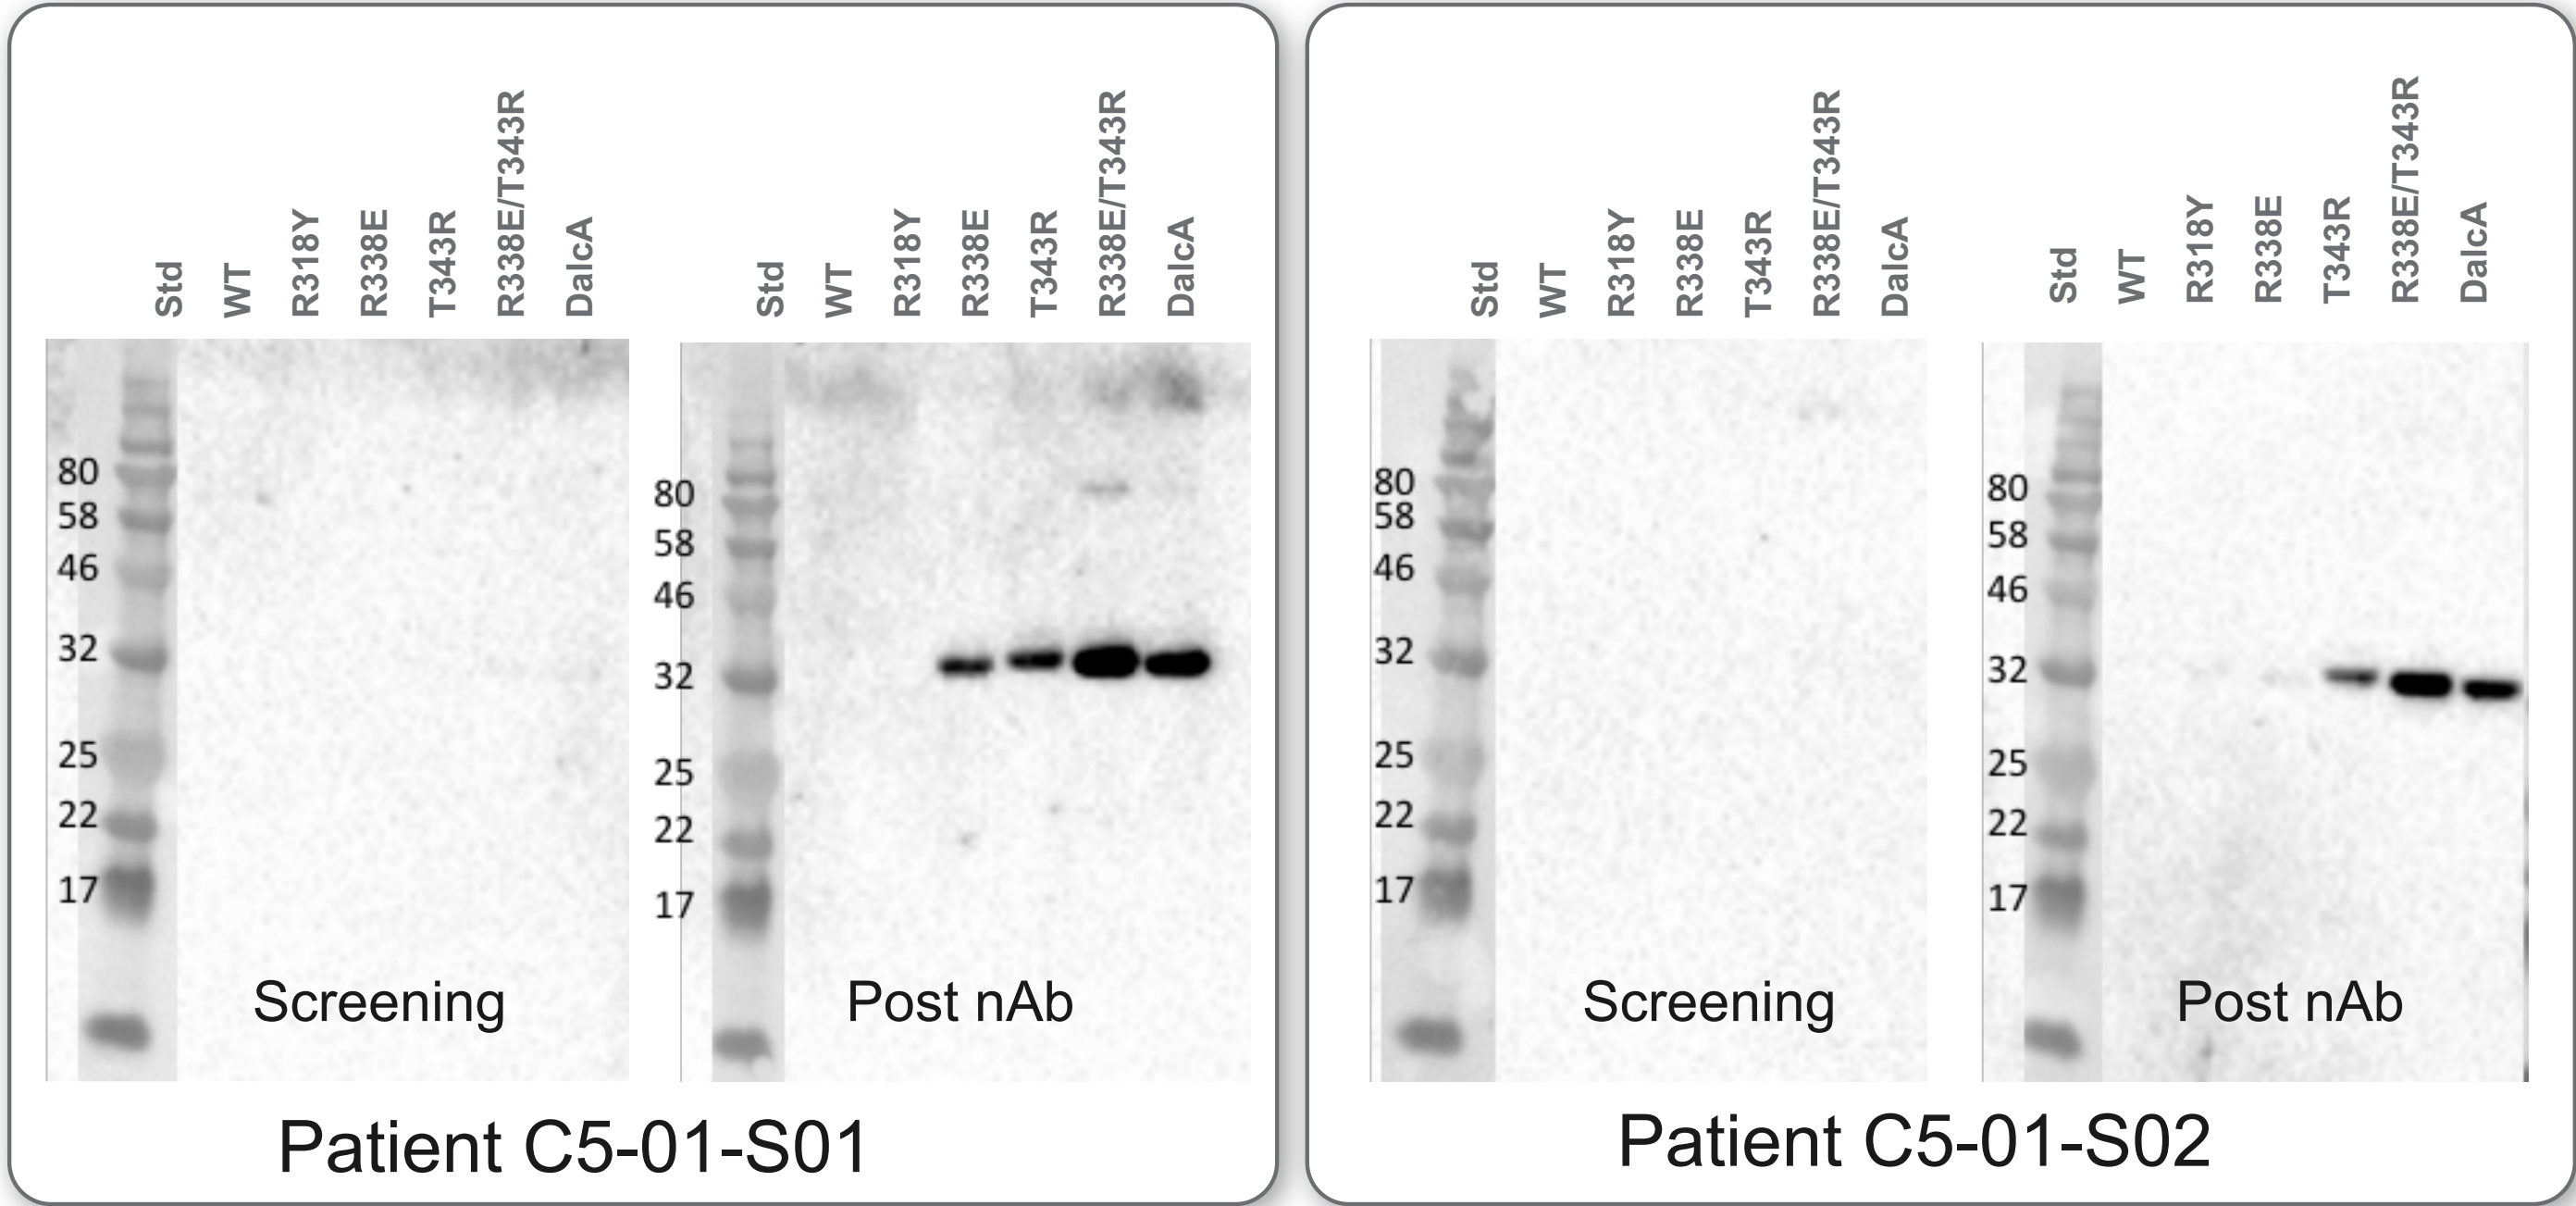 Std
WT
R318Y
R338E
T343R
R338E/T343R
DalcA
80
58
46
32
25
22
17
Screening
Std
WT
R318Y
R338E
T343R
R338E/T343R
DalcA
80
58
46
32
25
22
17
Post nAb
Patient C5-01-S01
Std
WT
R318Y
R338E
T343R
R338E/T343R
DalcA
80
58
46
32
25
22
17
Screening
Std
WT
R318Y
R338E
T343R
R338E/T343R
DalcA
80
58
46
32
25
22
17
Post nAb
Patient C5-01-S02